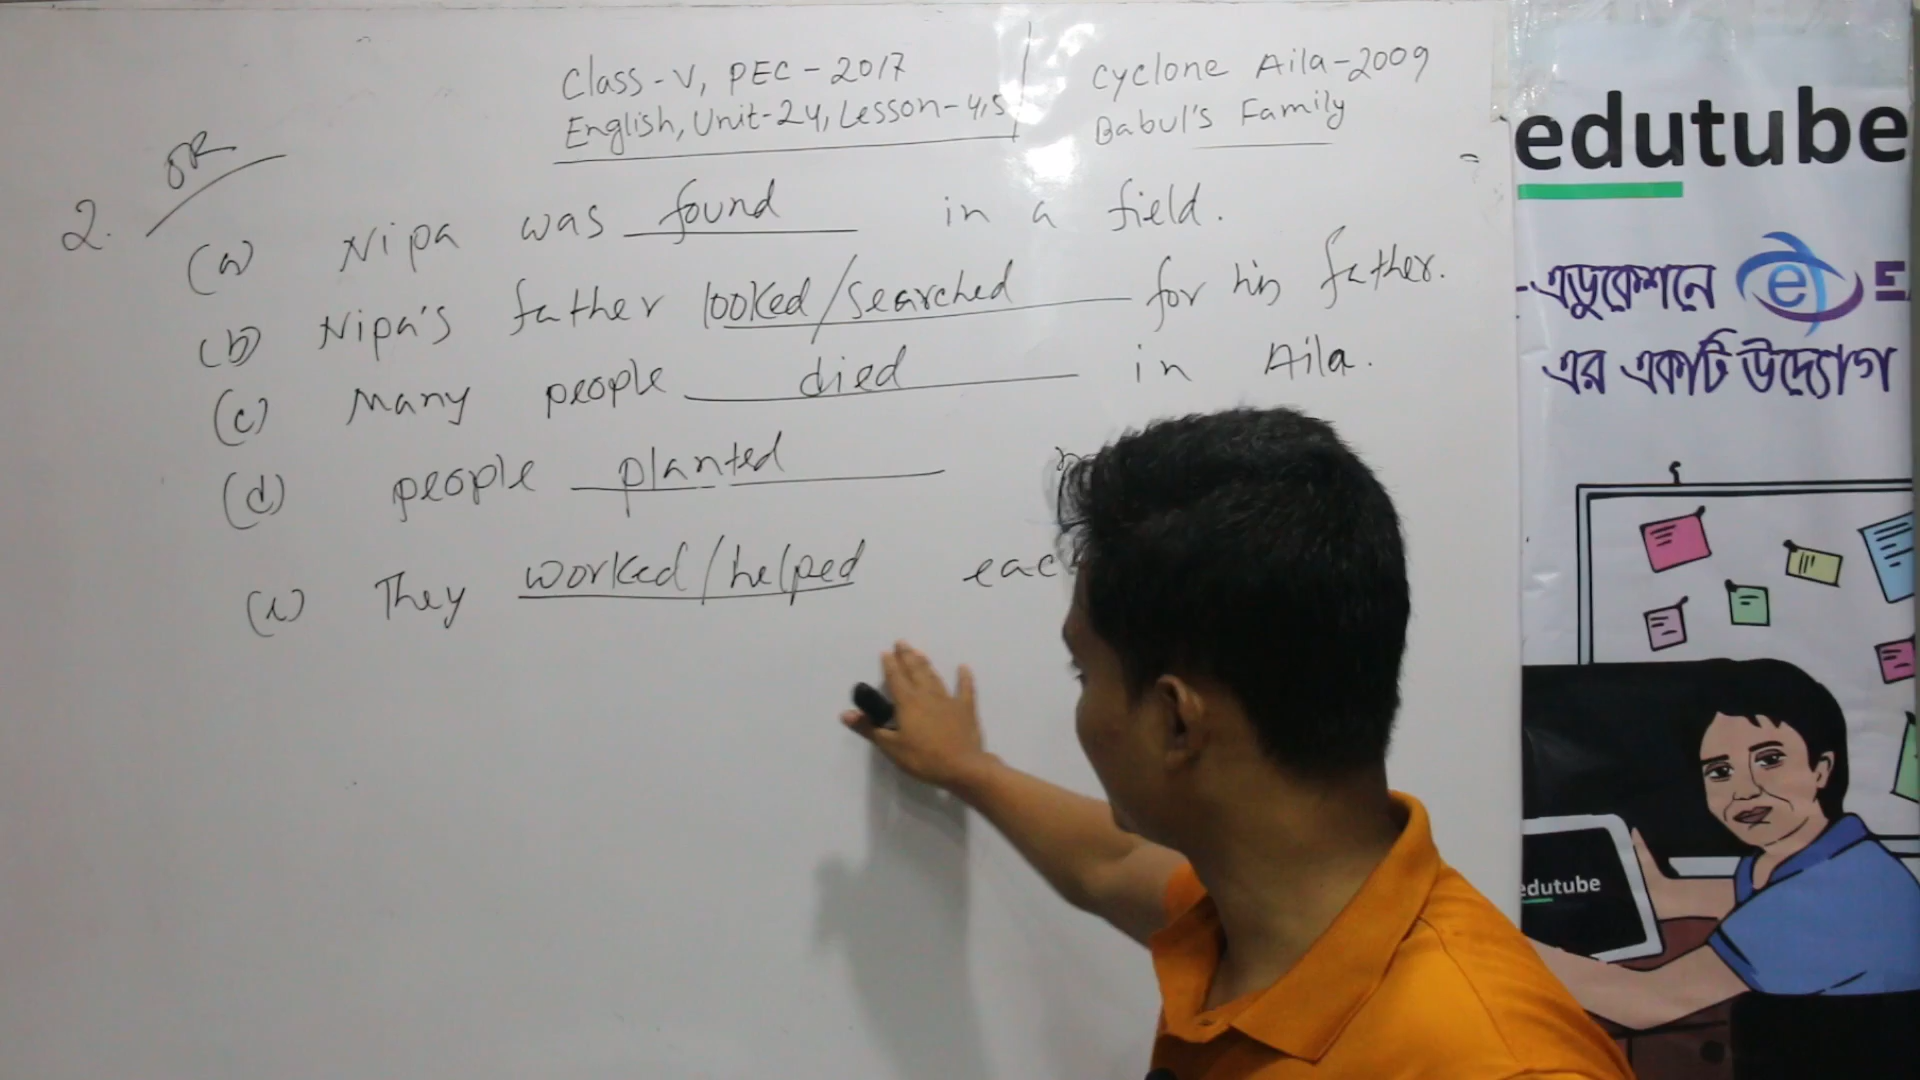 Class-V, PEC-2017
English, Unit-24, Lesson-4,5
Cyclone Aila-2009
Babul's Family
OR
2.
(a) Nipa was found in a field.
(b) Nipa's father looked/searched for his father.
(c) Many people died in Aila.
(d) people planted
(e) They worked/helped eac
edutube
-এডুকেশনে e E
এর একটি উদ্যোগ
edutube